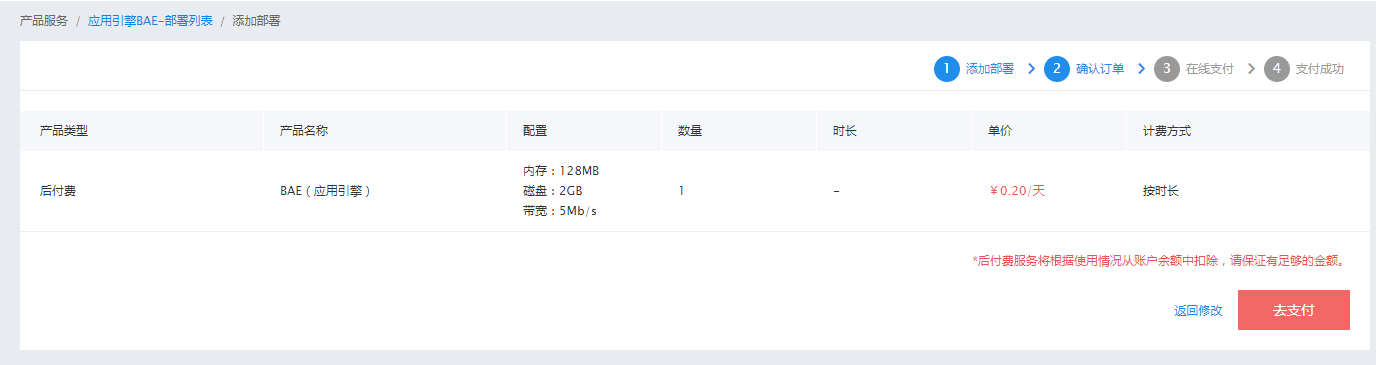 产品服务 / 应用引擎BAE-部署列表 / 添加部署
1 添加部署 2 确认订单 3 在线支付 4 支付成功
产品类型 产品名称 配置 数量 时长 单价 计费方式
内存：128MB
后付费 BAE（应用引擎） 磁盘：2GB 1 - ￥0.20/天 按时长
带宽：5Mb/s
*后付费服务将根据使用情况从账户余额中扣除，请保证有足够的金额。
返回修改 去支付